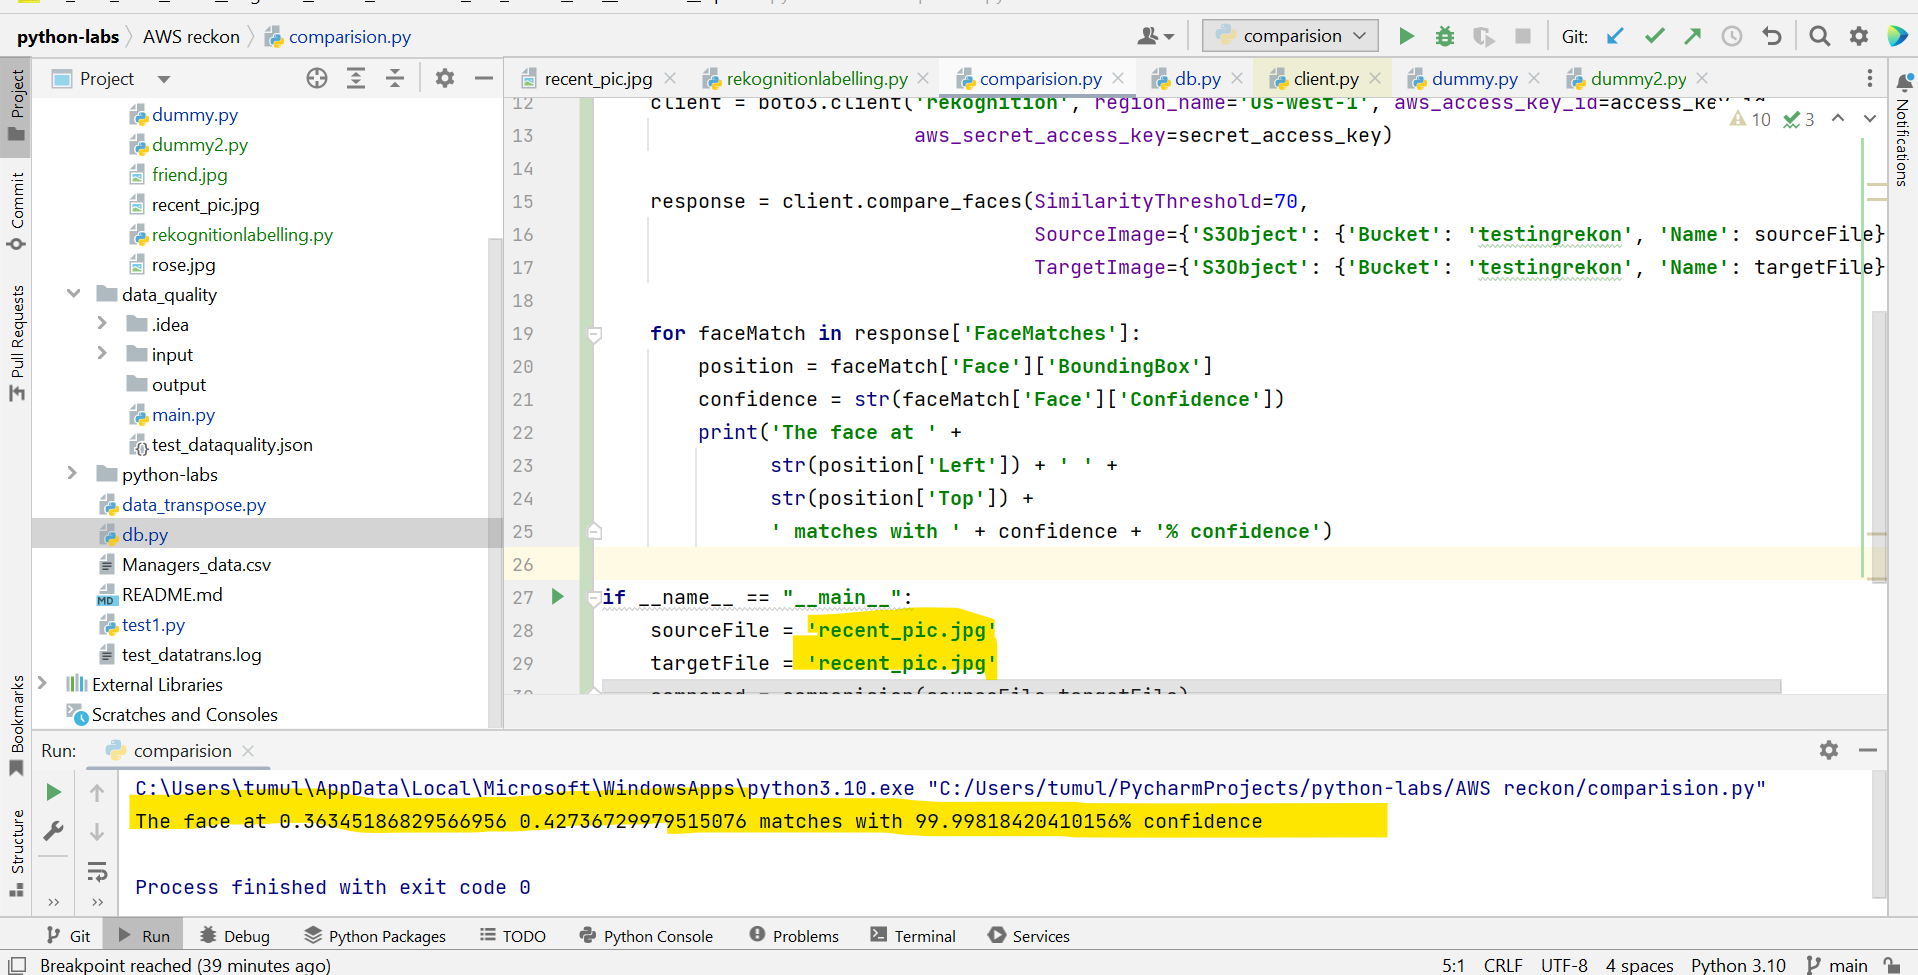 python-labs AWS reckon comparision.py comparision Git:
Project
recent_pic.jpg rekognitionlabelling.py comparision.py db.py client.py dummy.py dummy2.py
Project
Commit
Pull Requests
Bookmarks
Structure
Notifications
dummy.py
dummy2.py
friend.jpg
recent_pic.jpg
rekognitionlabelling.py
rose.jpg
data_quality
.idea
input
output
main.py
test_dataquality.json
python-labs
data_transpose.py
db.py
Managers_data.csv
README.md
test1.py
test_datatrans.log
External Libraries
Scratches and Consoles
10 3
12 client = boto3.client('rekognition', region_name='us-west-1', aws_access_key_id=access_key_id,
13 aws_secret_access_key=secret_access_key)
14
15 response = client.compare_faces(SimilarityThreshold=70,
16 SourceImage={'S3Object': {'Bucket': 'testingrekon', 'Name': sourceFile}
17 TargetImage={'S3Object': {'Bucket': 'testingrekon', 'Name': targetFile}
18
19 for faceMatch in response['FaceMatches']:
20 position = faceMatch['Face']['BoundingBox']
21 confidence = str(faceMatch['Face']['Confidence'])
22 print('The face at ' +
23 str(position['Left']) + ' ' +
24 str(position['Top']) +
25 ' matches with ' + confidence + '% confidence')
26
27 if __name__ == "__main__":
28 sourceFile = 'recent_pic.jpg'
29 targetFile = 'recent_pic.jpg'
Run: comparision
C:\Users\tumul\AppData\Local\Microsoft\WindowsApps\python3.10.exe "C:/Users/tumul/PycharmProjects/python-labs/AWS reckon/comparision.py"
The face at 0.36345186829566956 0.42736729979515076 matches with 99.99818420410156% confidence
Process finished with exit code 0
Git Run Debug Python Packages TODO Python Console Problems Terminal Services
Breakpoint reached (39 minutes ago) 5:1 CRLF UTF-8 4 spaces Python 3.10 main